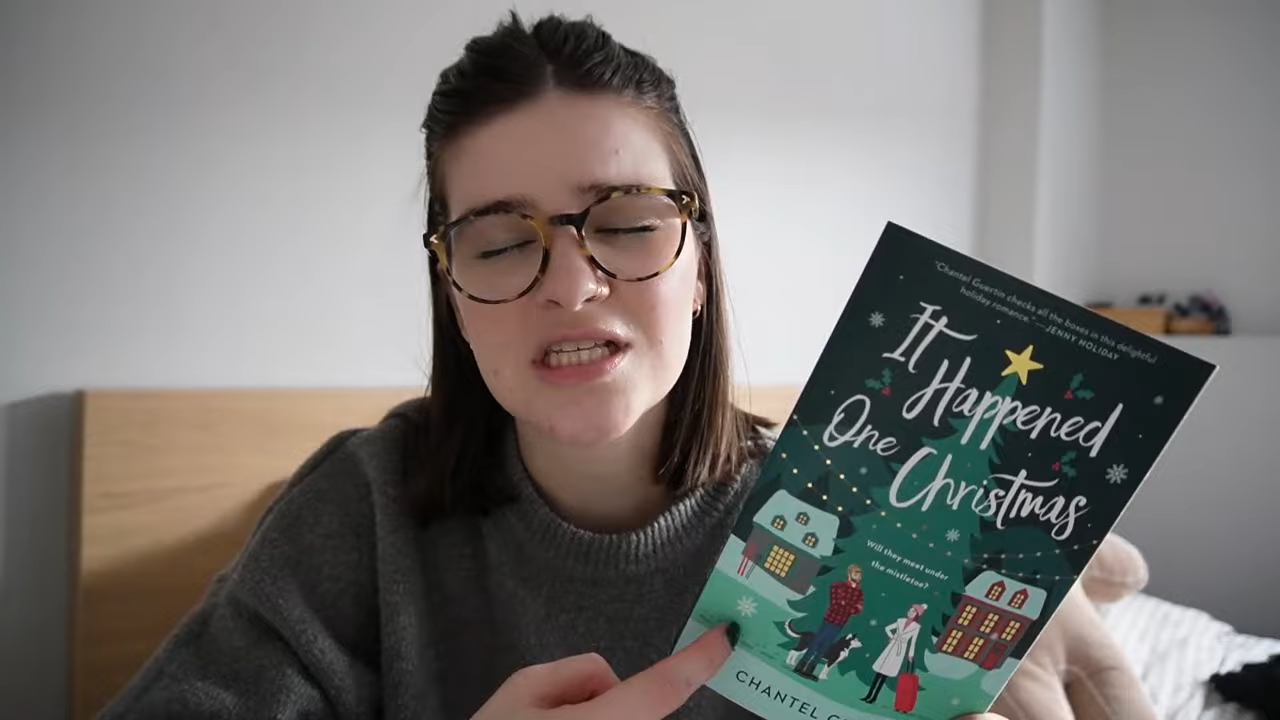 "Chantel Guertin checks all the boxes in this delightful
holiday romance." —JENNY HOLIDAY
It
Happened
One Christmas
Will they meet under
the mistletoe?
CHANTEL